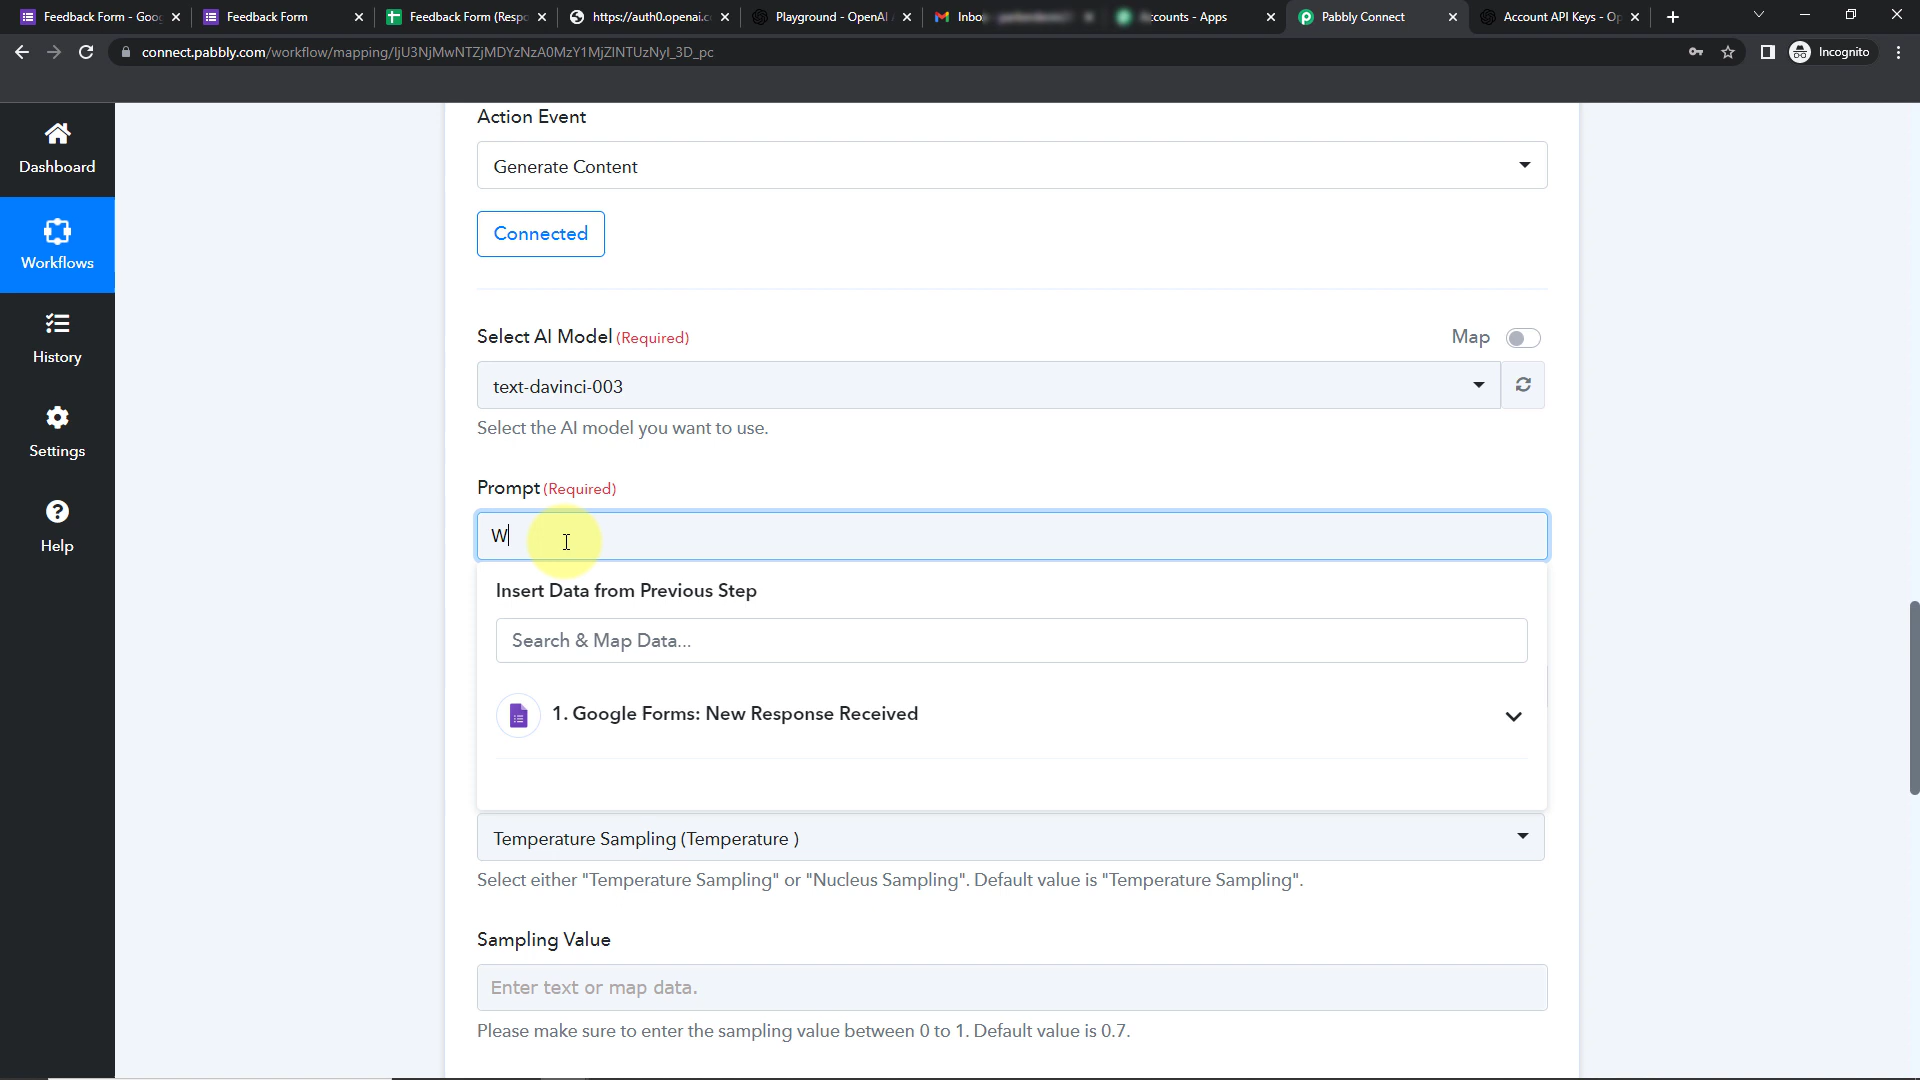 Feedback Form - Goo
Feedback Form
Feedback Form (Resp
https://auth0.openai.c
Playground - OpenAI
Inbo
ccounts - Apps
Pabbly Connect
Account API Keys - Op
connect.pabbly.com/workflow/mapping/IjU3NjMwNTZjMDYzNzA0MzY1MjZlNTUzNyI_3D_pc
Incognito
Dashboard
Workflows
History
Settings
Help
Action Event
Generate Content
Connected
Select AI Model (Required)
Map
text-davinci-003
Select the AI model you want to use.
Prompt (Required)
W
Insert Data from Previous Step
Search & Map Data...
1. Google Forms: New Response Received
Temperature Sampling (Temperature )
Select either "Temperature Sampling" or "Nucleus Sampling". Default value is "Temperature Sampling".
Sampling Value
Enter text or map data.
Please make sure to enter the sampling value between 0 to 1. Default value is 0.7.